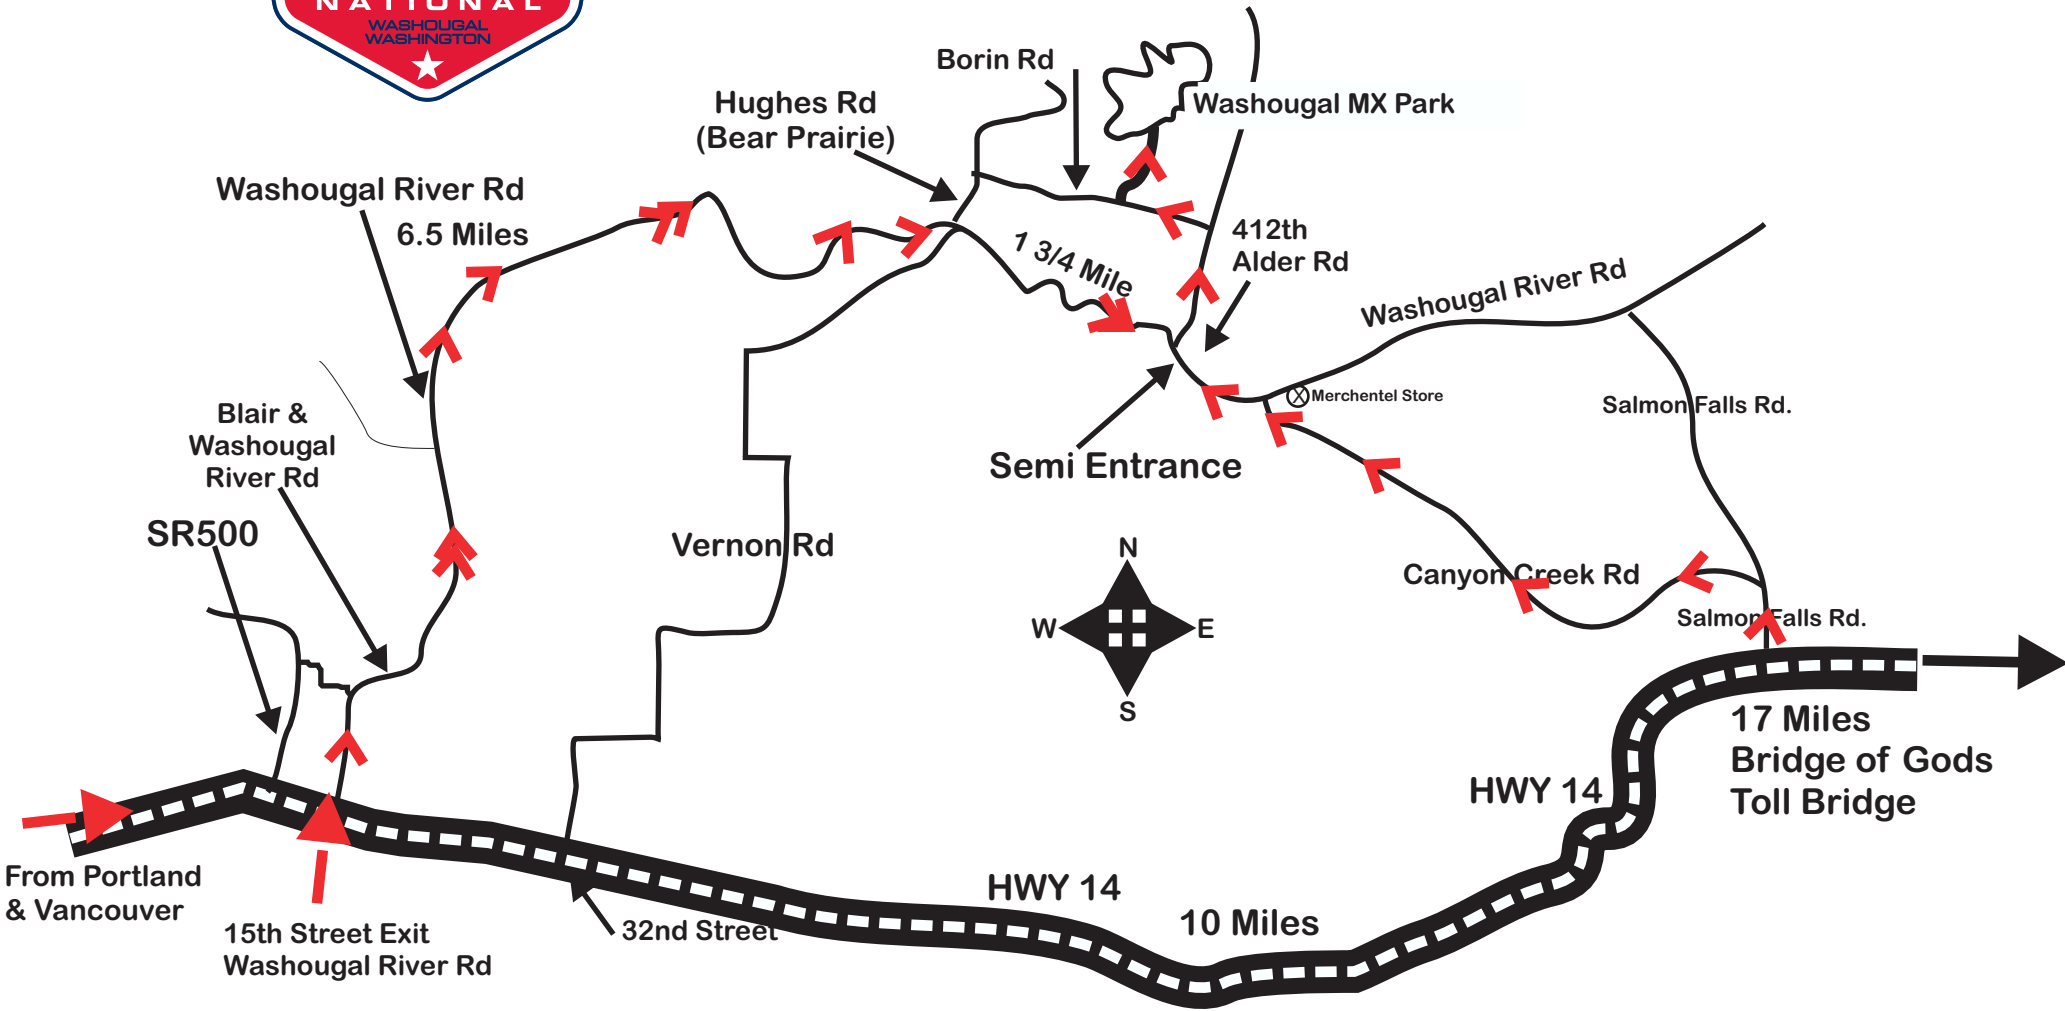 NATIONAL
WASHOUGAL
WASHINGTON
Borin Rd
Hughes Rd
(Bear Prairie)
Washougal MX Park
Washougal River Rd
6.5 Miles
1 3/4 Mile
412th
Alder Rd
Washougal River Rd
Merchentel Store
Salmon Falls Rd.
Blair &
Washougal
River Rd
Semi Entrance
SR500
Vernon Rd
N
W
E
S
Canyon Creek Rd
Salmon Falls Rd.
17 Miles
Bridge of Gods
Toll Bridge
HWY 14
From Portland
& Vancouver
15th Street Exit
Washougal River Rd
32nd Street
HWY 14
10 Miles